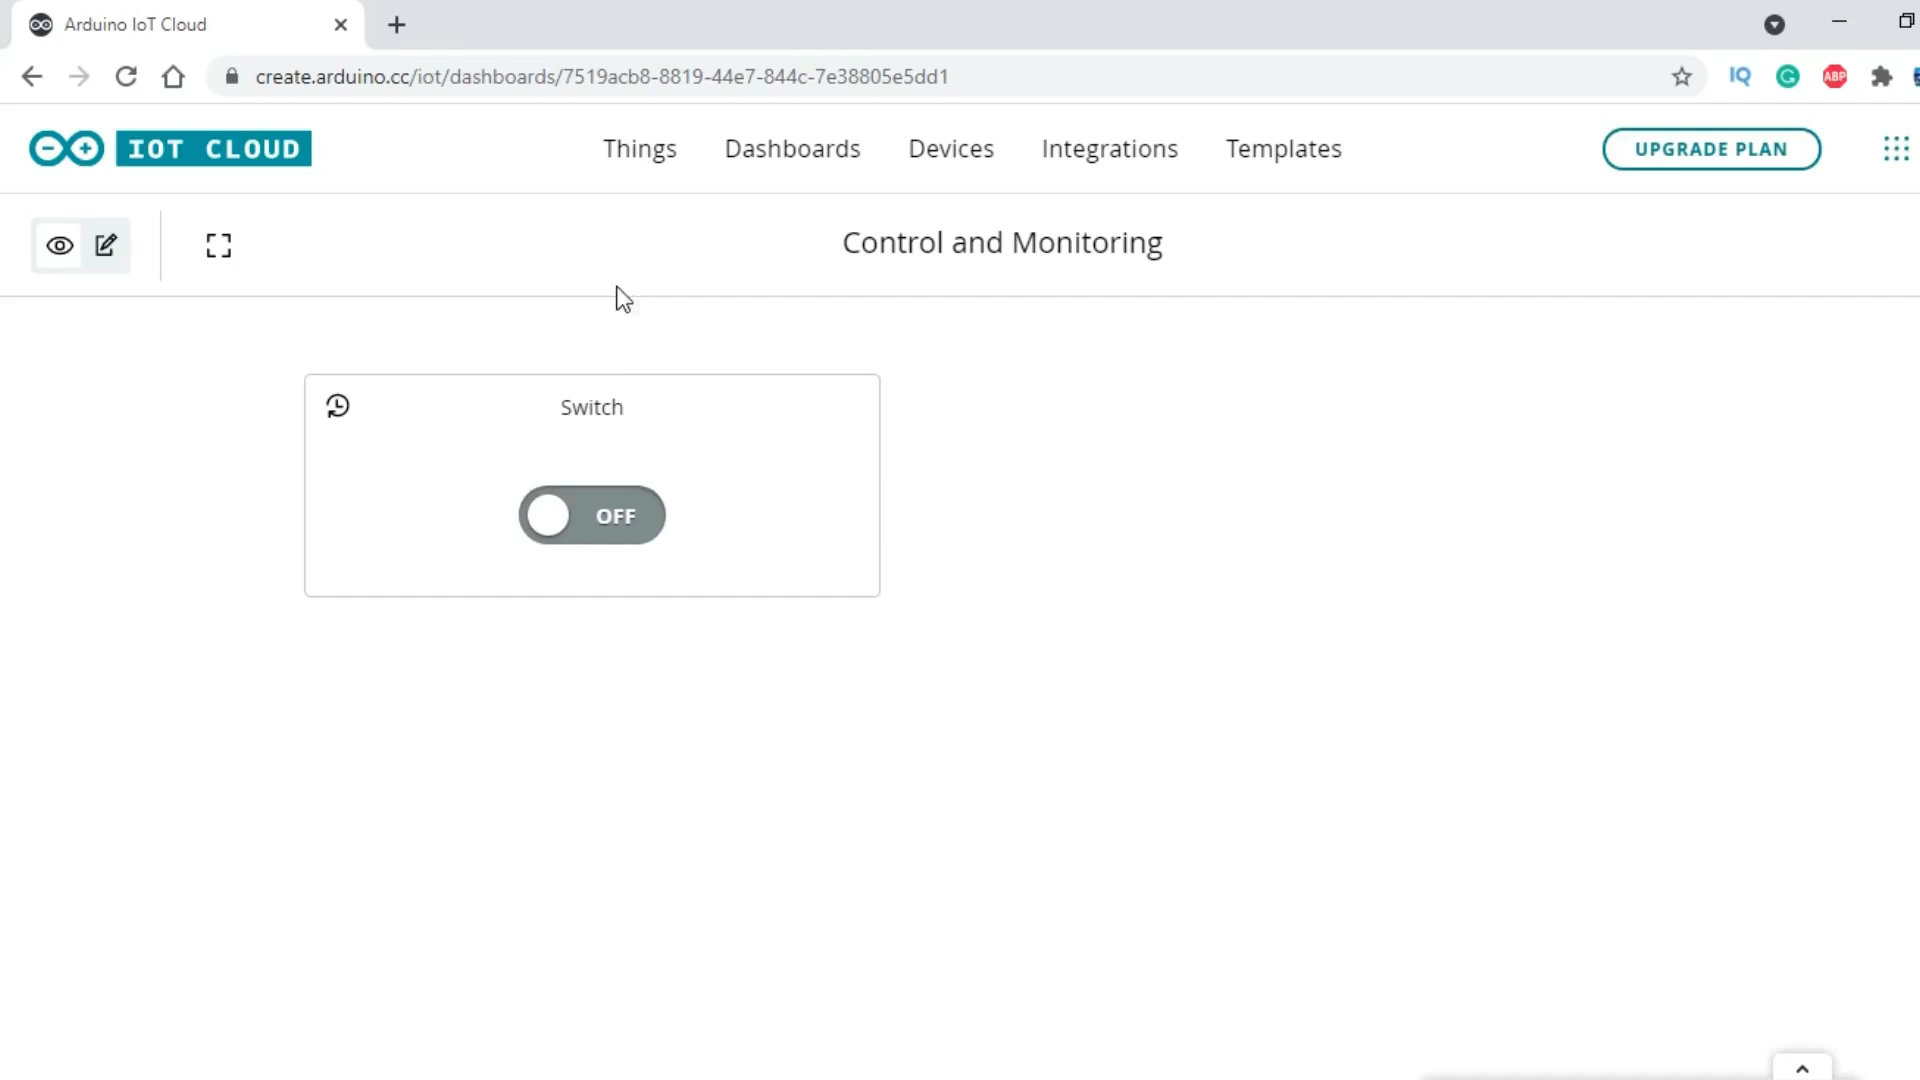 Arduino IoT Cloud
create.arduino.cc/iot/dashboards/7519acb8-8819-44e7-844c-7e38805e5dd1
IQ
G
ABP
IOT CLOUD
Things
Dashboards
Devices
Integrations
Templates
UPGRADE PLAN
Control and Monitoring
Switch
OFF